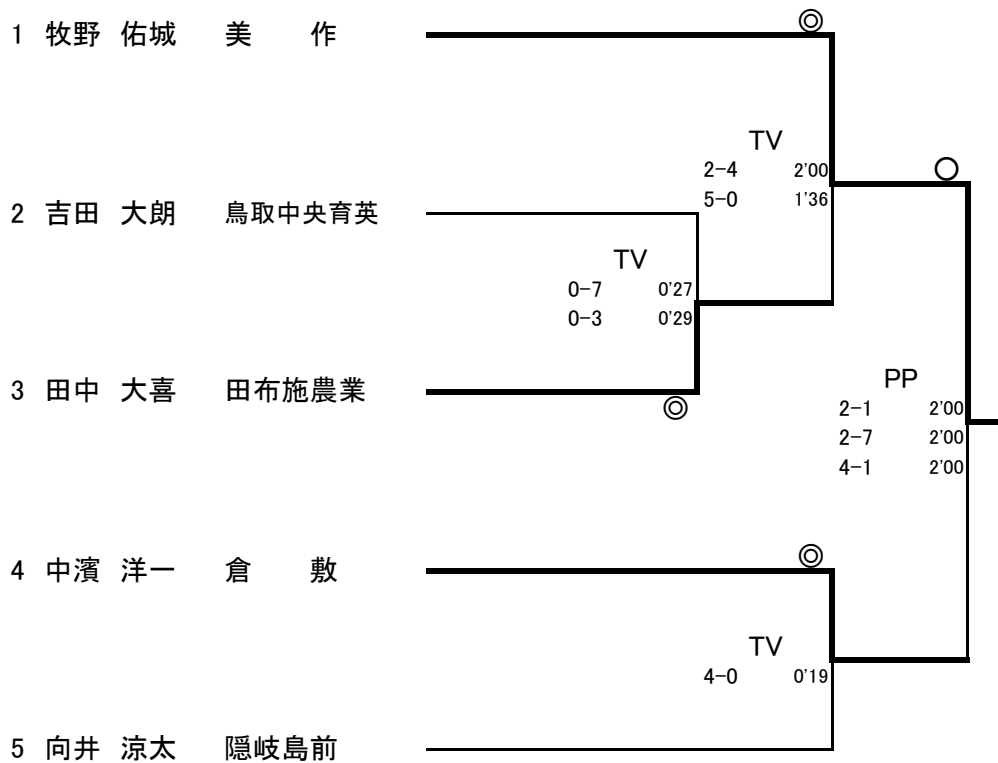 ◎
1 牧野 佑城 美 作
TV
2-4 2'00
5-0 1'36
○
2 吉田 大朗 鳥取中央育英
TV
0-7 0'27
0-3 0'29
3 田中 大喜 田布施農業
◎
PP
2-1 2'00
2-7 2'00
4-1 2'00
◎
4 中濱 洋一 倉 敷
TV
4-0 0'19
5 向井 涼太 隠岐島前